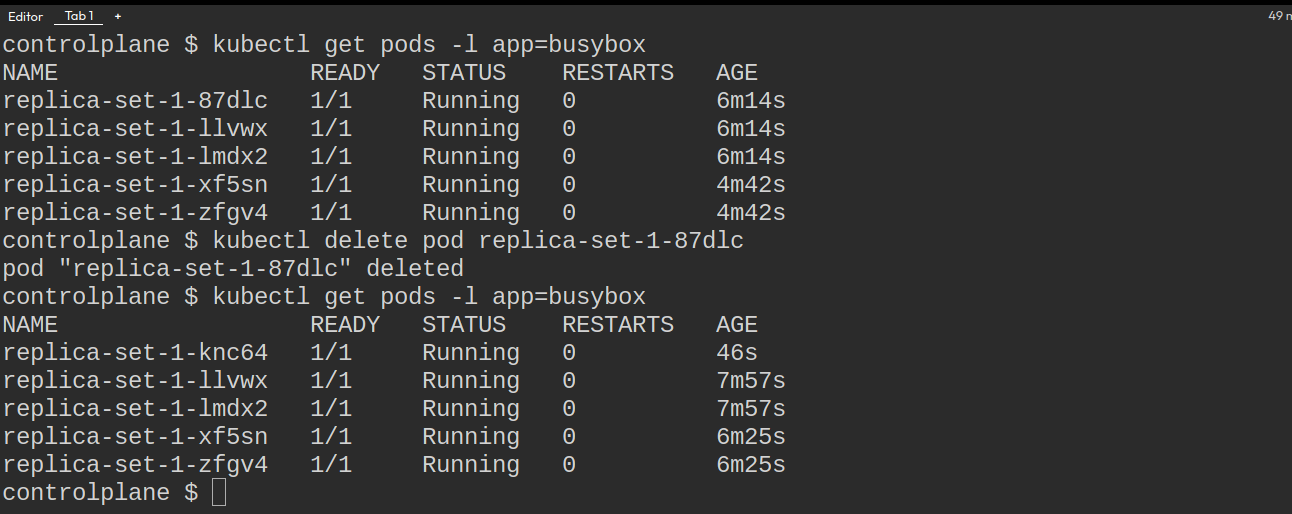 Editor Tab 1 + 49
controlplane $ kubectl get pods -l app=busybox
NAME                  READY   STATUS    RESTARTS   AGE
replica-set-1-87dlc   1/1     Running   0          6m14s
replica-set-1-llvwx   1/1     Running   0          6m14s
replica-set-1-lmdx2   1/1     Running   0          6m14s
replica-set-1-xf5sn   1/1     Running   0          4m42s
replica-set-1-zfgv4   1/1     Running   0          4m42s
controlplane $ kubectl delete pod replica-set-1-87dlc
pod "replica-set-1-87dlc" deleted
controlplane $ kubectl get pods -l app=busybox
NAME                  READY   STATUS    RESTARTS   AGE
replica-set-1-knc64   1/1     Running   0          46s
replica-set-1-llvwx   1/1     Running   0          7m57s
replica-set-1-lmdx2   1/1     Running   0          7m57s
replica-set-1-xf5sn   1/1     Running   0          6m25s
replica-set-1-zfgv4   1/1     Running   0          6m25s
controlplane $